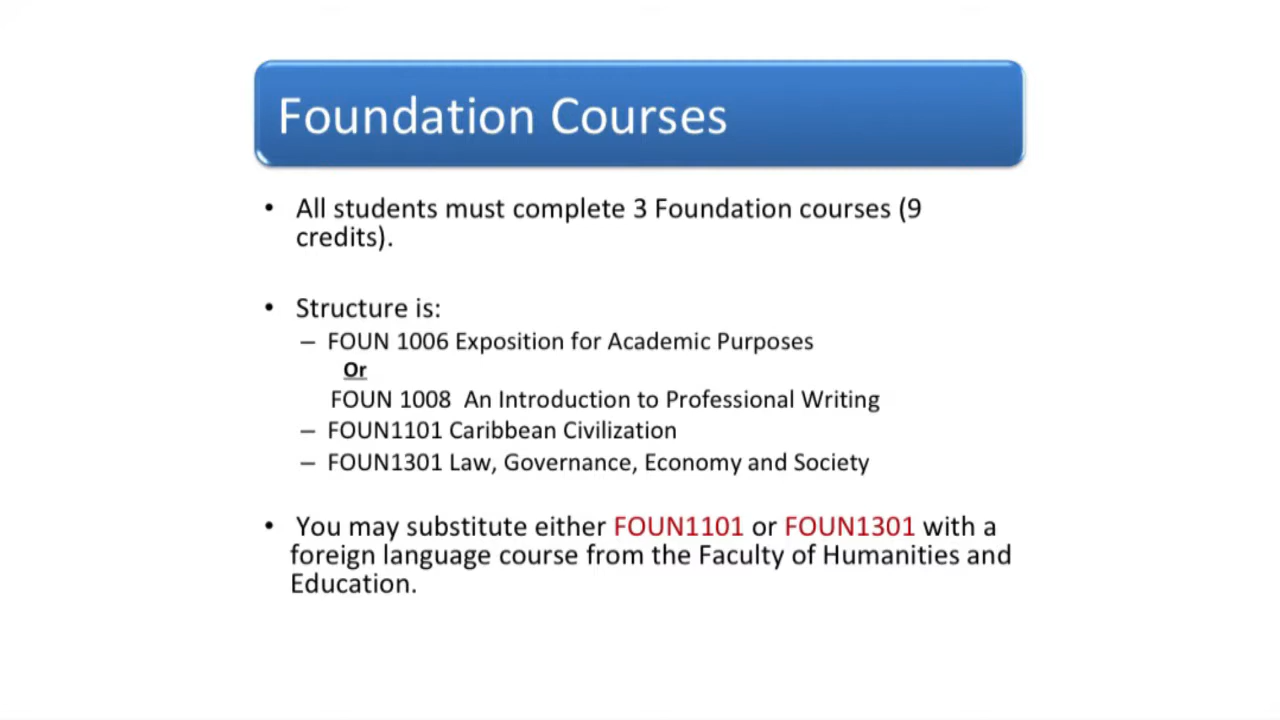 Foundation Courses
• All students must complete 3 Foundation courses (9
credits).
• Structure is:
– FOUN 1006 Exposition for Academic Purposes
Or
FOUN 1008 An Introduction to Professional Writing
– FOUN1101 Caribbean Civilization
– FOUN1301 Law, Governance, Economy and Society
• You may substitute either FOUN1101 or FOUN1301 with a
foreign language course from the Faculty of Humanities and
Education.